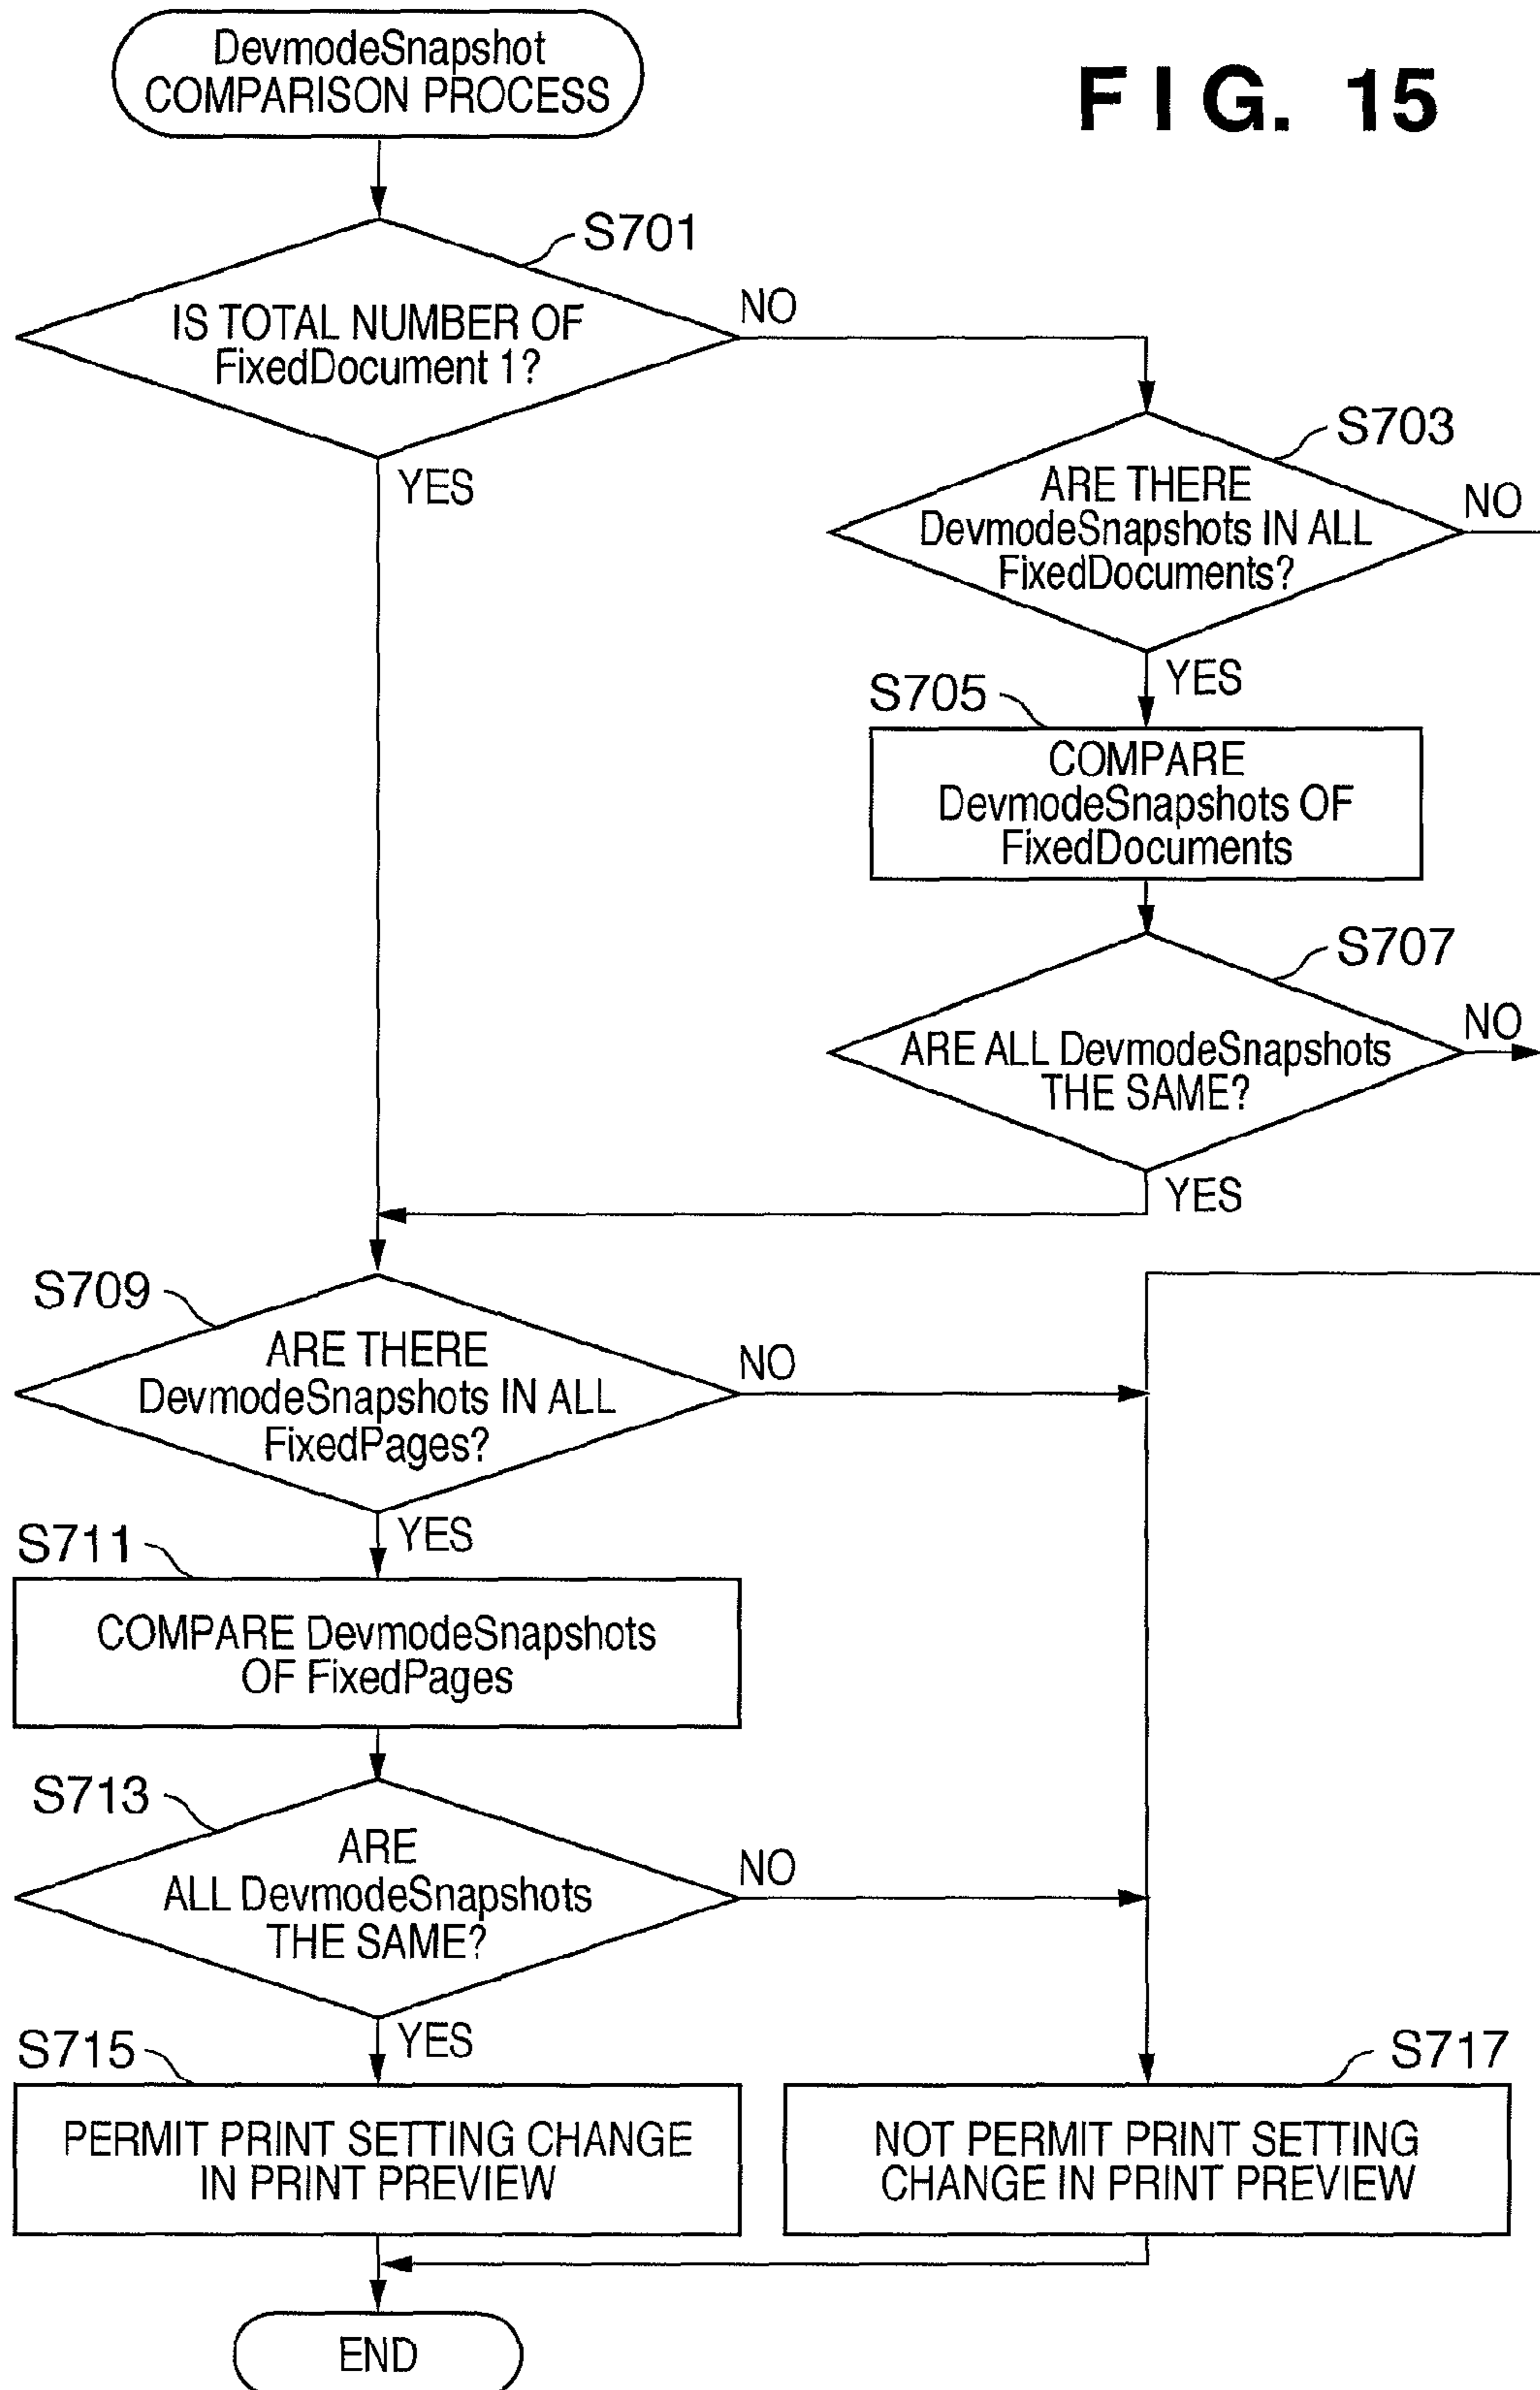 DevmodeSnapshot
COMPARISON PROCESS
FIG. 15
S701
IS TOTAL NUMBER OF
FixedDocument 1?
NO
YES
S703
ARE THERE
DevmodeSnapshots IN ALL
FixedDocuments?
NO
YES
S705
COMPARE
DevmodeSnapshots OF
FixedDocuments
S707
ARE ALL DevmodeSnapshots
THE SAME?
NO
YES
S709
ARE THERE
DevmodeSnapshots IN ALL
FixedPages?
NO
YES
S711
COMPARE DevmodeSnapshots
OF FixedPages
S713
ARE
ALL DevmodeSnapshots
THE SAME?
NO
YES
S715
PERMIT PRINT SETTING CHANGE
IN PRINT PREVIEW
S717
NOT PERMIT PRINT SETTING
CHANGE IN PRINT PREVIEW
END